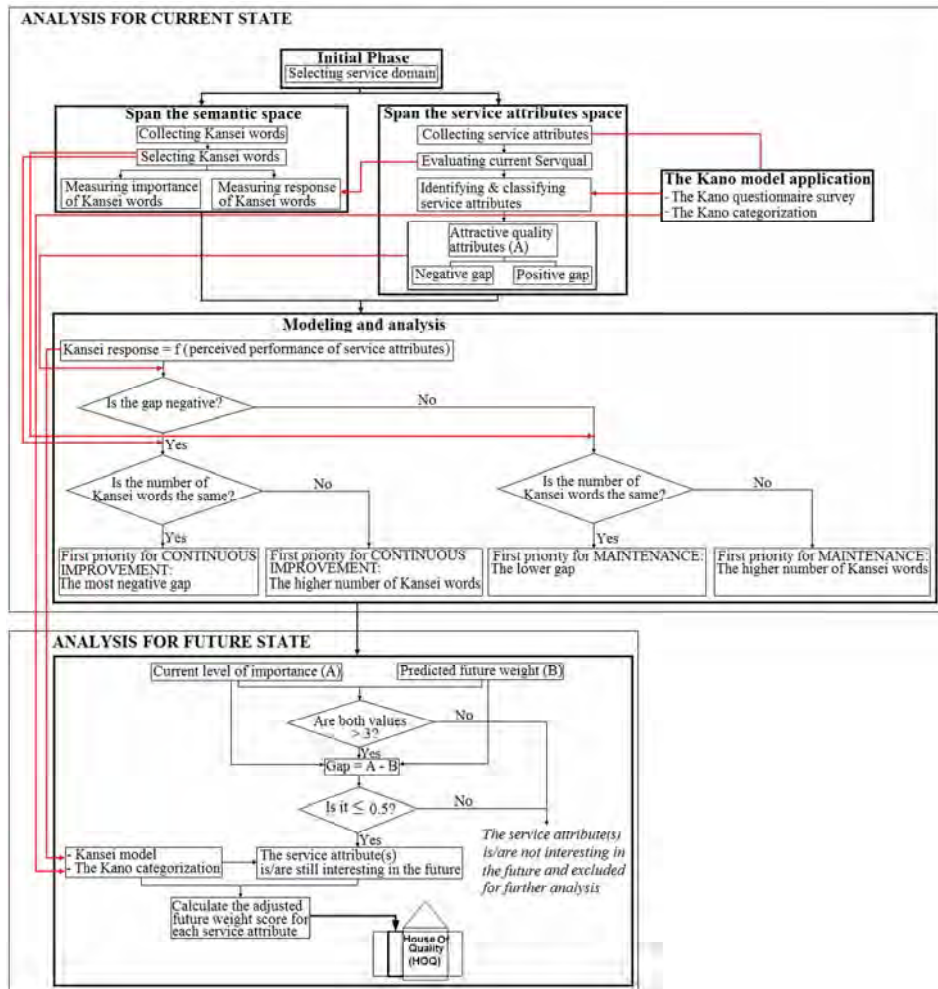 ANALYSIS FOR CURRENT STATE
Initial Phase
Selecting service domain
Span the semantic space
Collecting Kansei words
Selecting Kansei words
Measuring importance
of Kansei words
Measuring response
of Kansei words
Span the service attributes space
Collecting service attributes
Evaluating current Servqual
Identifying & classifying
service attributes
Attractive quality
attributes (A)
Negative gap
Positive gap
The Kano model application
- The Kano questionnaire survey
- The Kano categorization
Modeling and analysis
Kansei response = f (perceived performance of service attributes)
Is the gap negative?
No
Yes
Is the number of
Kansei words the same?
No
Yes
Is the number of
Kansei words the same?
No
Yes
First priority for CONTINUOUS
IMPROVEMENT:
The most negative gap
First priority for CONTINUOUS
IMPROVEMENT:
The higher number of Kansei words
First priority for MAINTENANCE:
The lower gap
First priority for MAINTENANCE:
The higher number of Kansei words
ANALYSIS FOR FUTURE STATE
Current level of importance (A)
Predicted future weight (B)
Are both values
> 3?
No
Yes
Gap = A - B
Is it ≤ 0.5?
No
Yes
- Kansei model
- The Kano categorization
The service attribute(s)
is/are still interesting in the future
The service attribute(s)
is/are not interesting in
the future and excluded
for further analysis
Calculate the adjusted
future weight score for
each service attribute
House Of
Quality
(HOQ)